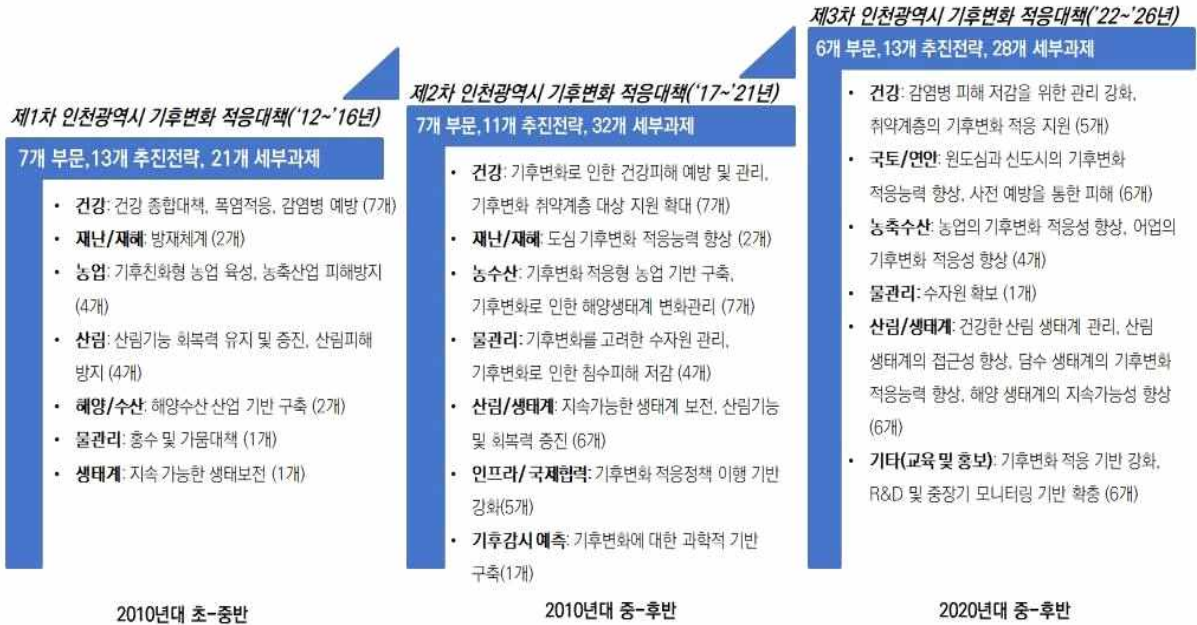 제1차 인천광역시 기후변화 적응대책('12~'16년)
7개 부문,13개 추진전략, 21개 세부과제
• 건강: 건강 종합대책, 폭염적응, 감염병 예방 (7개)
• 재난/재해: 방재체계 (2개)
• 농업: 기후친화형 농업 육성, 농축산업 피해방지
(4개)
• 산림: 산림기능 회복력 유지 및 증진, 산림피해
방지 (4개)
• 해양/수산: 해양수산 산업 기반 구축 (2개)
• 물관리: 홍수 및 가뭄대책 (1개)
• 생태계: 지속 가능한 생태보전 (1개)
2010년대 초-중반
제2차 인천광역시 기후변화 적응대책('17~'21년)
7개 부문,11개 추진전략, 32개 세부과제
• 건강: 기후변화로 인한 건강피해 예방 및 관리,
기후변화 취약계층 대상 지원 확대 (7개)
• 재난/재해: 도심 기후변화 적응능력 향상 (2개)
• 농수산: 기후변화 적응형 농업 기반 구축,
기후변화로 인한 해양생태계 변화관리 (7개)
• 물관리: 기후변화를 고려한 수자원 관리,
기후변화로 인한 침수피해 저감 (4개)
• 산림/생태계: 지속가능한 생태계 보전, 산림기능
및 회복력 증진 (6개)
• 인프라/ 국제협력: 기후변화 적응정책 이행 기반
강화(5개)
• 기후감시 예측: 기후변화에 대한 과학적 기반
구축(1개)
2010년대 중-후반
제3차 인천광역시 기후변화 적응대책('22~'26년)
6개 부문,13개 추진전략, 28개 세부과제
• 건강: 감염병 피해 저감을 위한 관리 강화,
취약계층의 기후변화 적응 지원 (5개)
• 국토/연안: 원도심과 신도시의 기후변화
적응능력 향상, 사전 예방을 통한 피해 (6개)
• 농축수산: 농업의 기후변화 적응성 향상, 어업의
기후변화 적응성 향상 (4개)
• 물관리: 수자원 확보 (1개)
• 산림/생태계: 건강한 산림 생태계 관리, 산림
생태계의 접근성 향상, 담수 생태계의 기후변화
적응능력 향상, 해양 생태계의 지속가능성 향상
(6개)
• 기타(교육 및 홍보): 기후변화 적응 기반 강화,
R&D 및 중장기 모니터링 기반 확충 (6개)
2020년대 중-후반